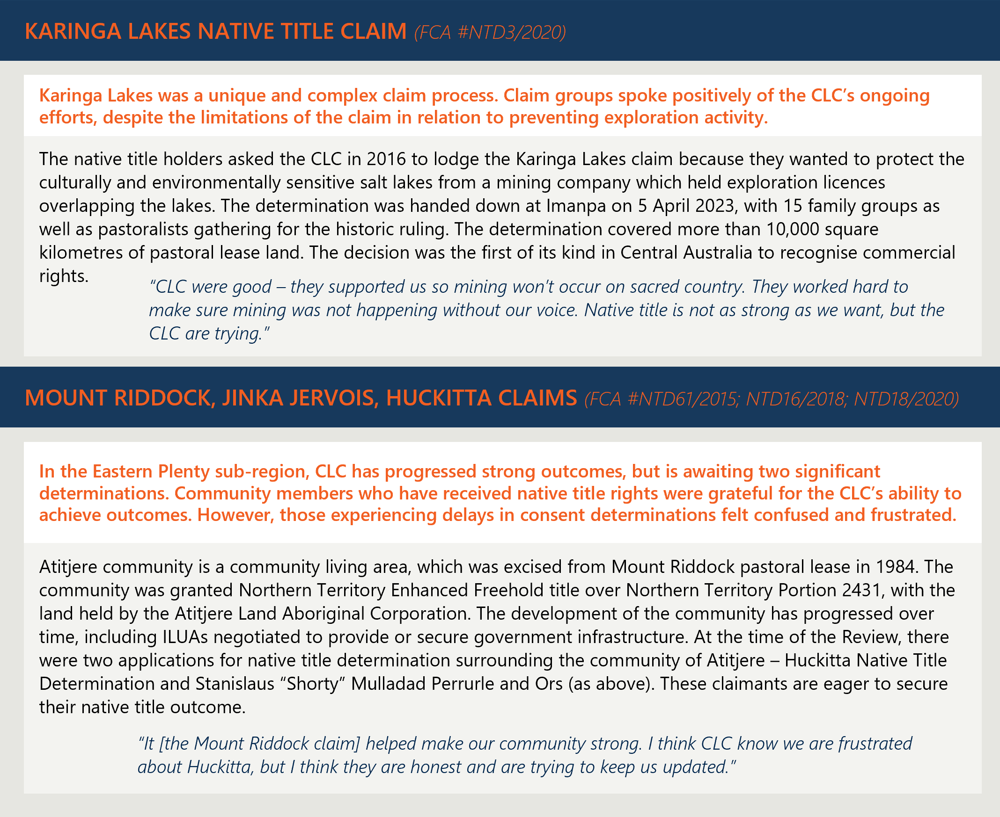 KARINGA LAKES NATIVE TITLE CLAIM (FCA #NTD3/2020)
Karinga Lakes was a unique and complex claim process. Claim groups spoke positively of the CLC’s ongoing
efforts, despite the limitations of the claim in relation to preventing exploration activity.
The native title holders asked the CLC in 2016 to lodge the Karinga Lakes claim because they wanted to protect the
culturally and environmentally sensitive salt lakes from a mining company which held exploration licences
overlapping the lakes. The determination was handed down at Imanpa on 5 April 2023, with 15 family groups as
well as pastoralists gathering for the historic ruling. The determination covered more than 10,000 square
kilometres of pastoral lease land. The decision was the first of its kind in Central Australia to recognise commercial
rights.
“CLC were good – they supported us so mining won’t occur on sacred country. They worked hard to
make sure mining was not happening without our voice. Native title is not as strong as we want, but the
CLC are trying.”
MOUNT RIDDOCK, JINKA JERVOIS, HUCKITTA CLAIMS (FCA #NTD61/2015; NTD16/2018; NTD18/2020)
In the Eastern Plenty sub-region, CLC has progressed strong outcomes, but is awaiting two significant
determinations. Community members who have received native title rights were grateful for the CLC’s ability to
achieve outcomes. However, those experiencing delays in consent determinations felt confused and frustrated.
Atitjere community is a community living area, which was excised from Mount Riddock pastoral lease in 1984. The
community was granted Northern Territory Enhanced Freehold title over Northern Territory Portion 2431, with the
land held by the Atitjere Land Aboriginal Corporation. The development of the community has progressed over
time, including ILUAs negotiated to provide or secure government infrastructure. At the time of the Review, there
were two applications for native title determination surrounding the community of Atitjere – Huckitta Native Title
Determination and Stanislaus “Shorty” Mulladad Perrurle and Ors (as above). These claimants are eager to secure
their native title outcome.
“It [the Mount Riddock claim] helped make our community strong. I think CLC know we are frustrated
about Huckitta, but I think they are honest and are trying to keep us updated.”